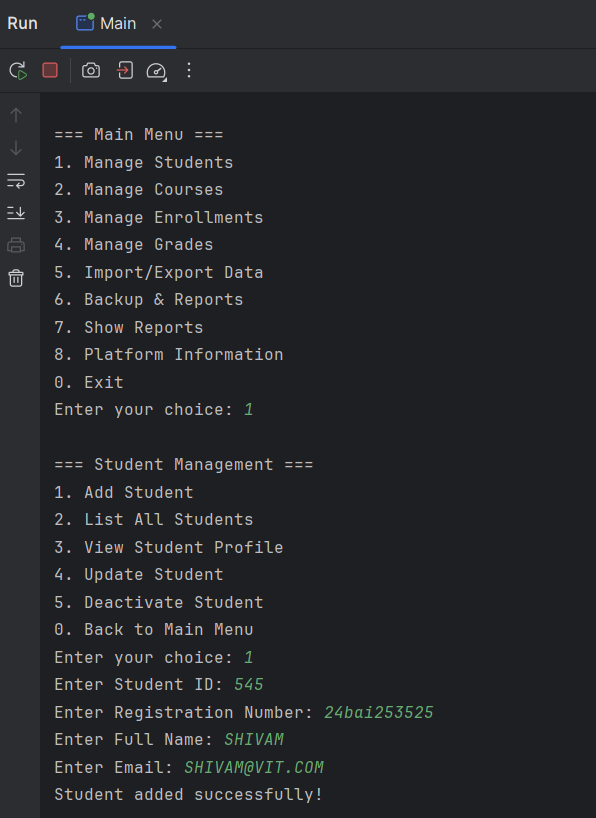 Run Main
=== Main Menu ===
1. Manage Students
2. Manage Courses
3. Manage Enrollments
4. Manage Grades
5. Import/Export Data
6. Backup & Reports
7. Show Reports
8. Platform Information
0. Exit
Enter your choice: 1
=== Student Management ===
1. Add Student
2. List All Students
3. View Student Profile
4. Update Student
5. Deactivate Student
0. Back to Main Menu
Enter your choice: 1
Enter Student ID: 545
Enter Registration Number: 24bai253525
Enter Full Name: SHIVAM
Enter Email: SHIVAM@VIT.COM
Student added successfully!